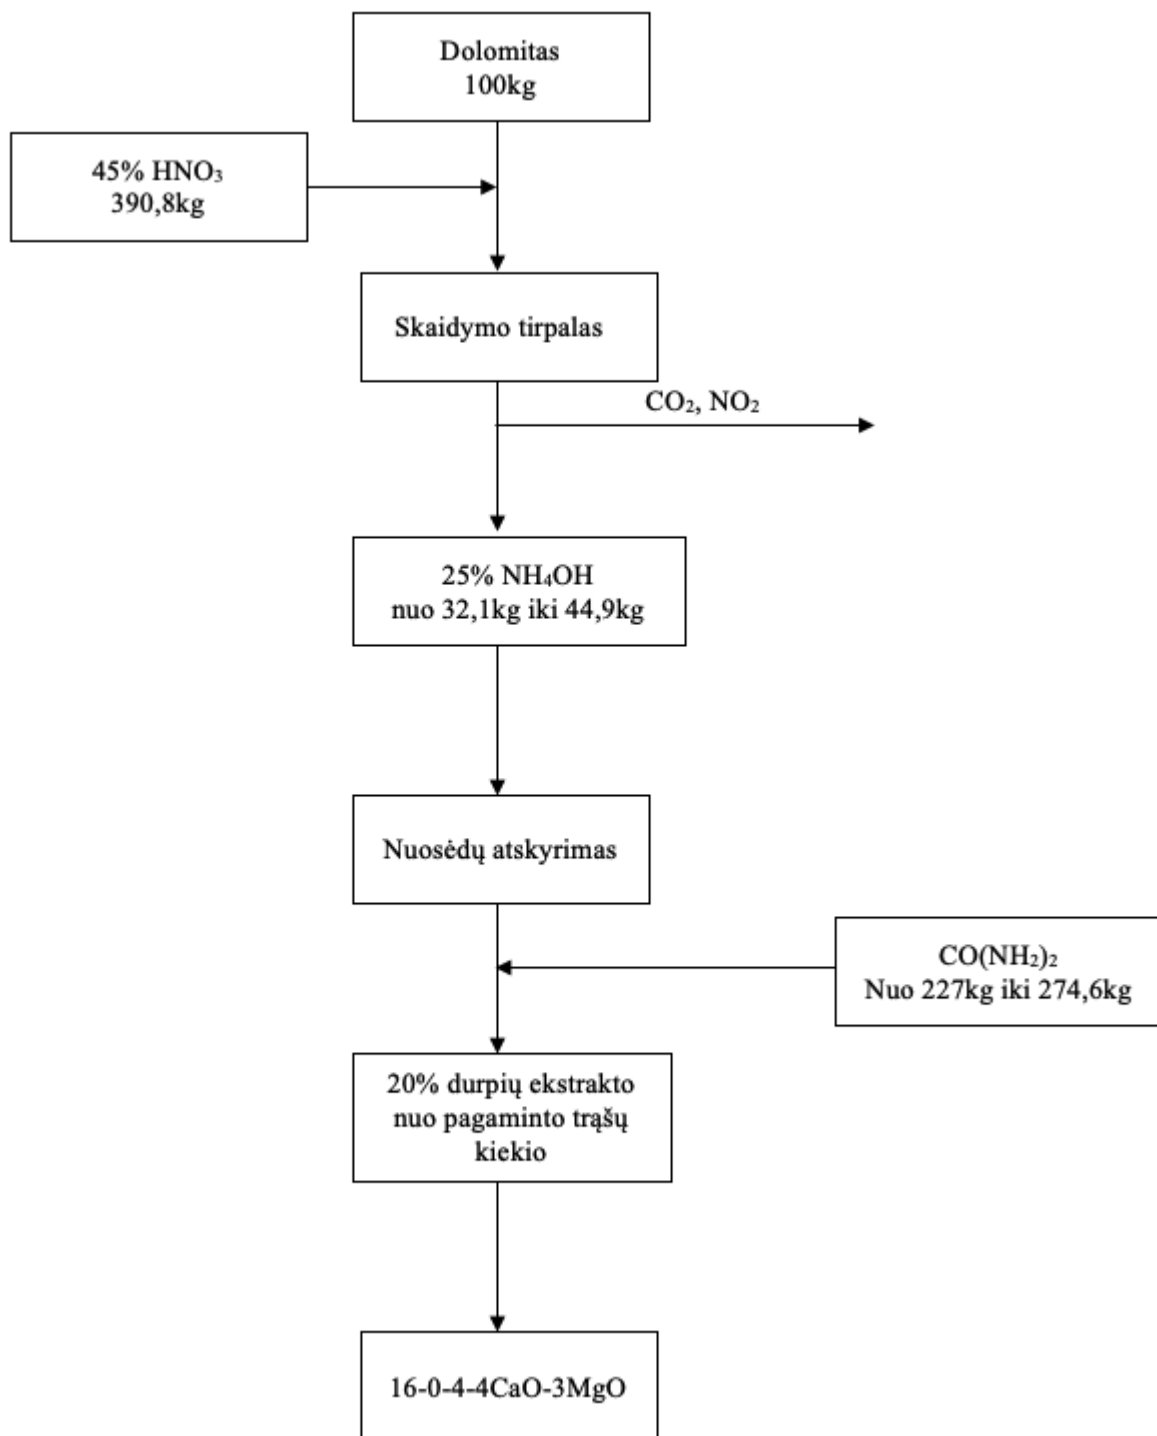 Dolomitas
100kg
45% HNO₃
390,8kg
Skaidymo tirpalas
CO₂, NO₂
25% NH₄OH
nuo 32,1kg iki 44,9kg
Nuosėdų atskyrimas
CO(NH₂)₂
Nuo 227kg iki 274,6kg
20% durpių ekstrakto
nuo pagaminto trąšų
kiekio
16-0-4-4CaO-3MgO